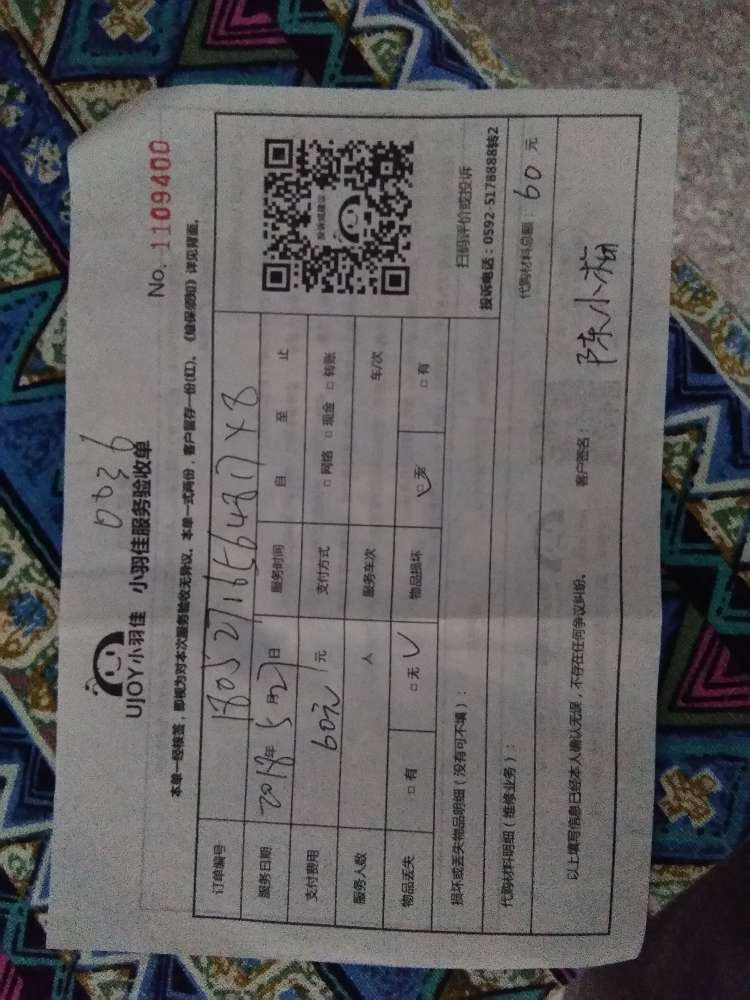 No. 1109400
0836
UJOY小羽佳 小羽佳服务验收单
本单一经接签，即视为对本次服务验收无异议。本单一式两份，客户留存一份(红)、《维保须知》详见背面。
订单编号 1805271656481748
服务日期 2018年5月27日 服务时间 自 至 止
支付费用 60元 元 支付方式 □ 网络 □ 现金 □ 转账
服务人数 人 服务车次 车/次
物品丢失 □ 有 □ 无 ✓ 物品损坏 □ 无 ✓ □ 有
扫码评价或投诉
投诉电话：0592-5178888转2
损坏或丢失物品明细（没有可不填）：
代购材料明细（维修业务）： 代购材料总额：60 元
以上填写信息已经本人确认无误，不存在任何争议纠纷。 客户签名：陈小梅